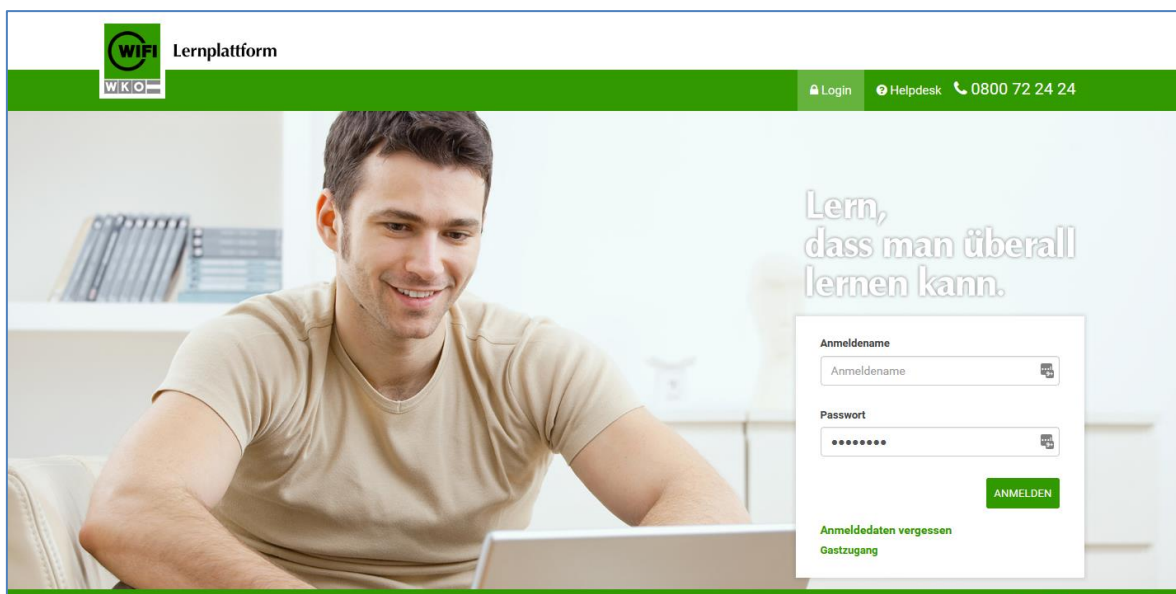 WIFI
WKO
Lernplattform
Login
Helpdesk
0800 72 24 24
Lern,
dass man überall
lernen kann.
Anmeldename
Anmeldename
Passwort
••••••••
ANMELDEN
Anmeldedaten vergessen
Gastzugang